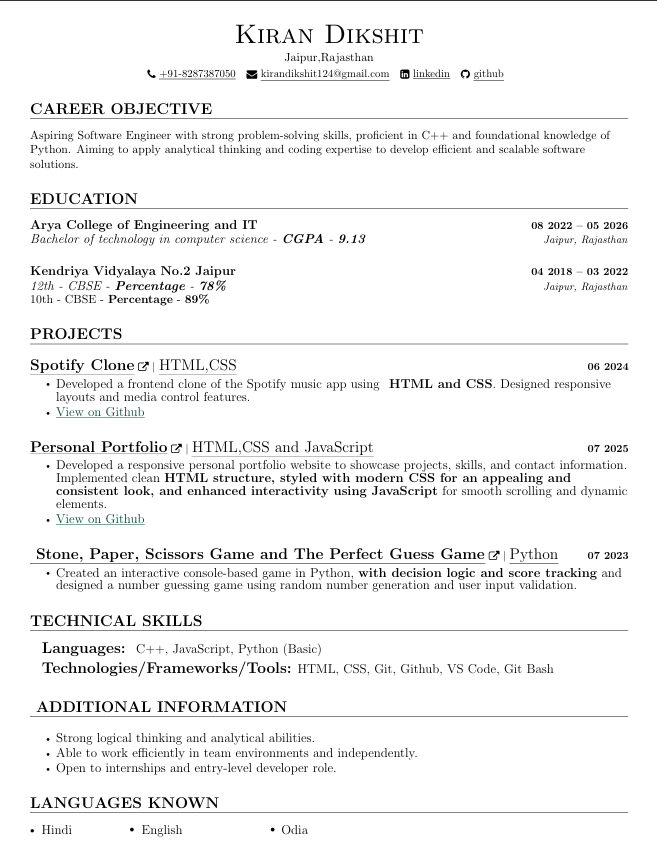 Kiran Dikshit
Jaipur,Rajasthan
+91-8287387050 kirandikshit124@gmail.com linkedin github
CAREER OBJECTIVE
Aspiring Software Engineer with strong problem-solving skills, proficient in C++ and foundational knowledge of
Python. Aiming to apply analytical thinking and coding expertise to develop efficient and scalable software
solutions.
EDUCATION
Arya College of Engineering and IT 08 2022 – 05 2026
Bachelor of technology in computer science - CGPA - 9.13 Jaipur, Rajasthan
Kendriya Vidyalaya No.2 Jaipur 04 2018 – 03 2022
12th - CBSE - Percentage - 78% Jaipur, Rajasthan
10th - CBSE - Percentage - 89%
PROJECTS
Spotify Clone | HTML,CSS 06 2024
• Developed a frontend clone of the Spotify music app using HTML and CSS. Designed responsive
layouts and media control features.
• View on Github
Personal Portfolio | HTML,CSS and JavaScript 07 2025
• Developed a responsive personal portfolio website to showcase projects, skills, and contact information.
Implemented clean HTML structure, styled with modern CSS for an appealing and
consistent look, and enhanced interactivity using JavaScript for smooth scrolling and dynamic
elements.
• View on Github
Stone, Paper, Scissors Game and The Perfect Guess Game | Python 07 2023
• Created an interactive console-based game in Python, with decision logic and score tracking and
designed a number guessing game using random number generation and user input validation.
TECHNICAL SKILLS
Languages: C++, JavaScript, Python (Basic)
Technologies/Frameworks/Tools: HTML, CSS, Git, Github, VS Code, Git Bash
ADDITIONAL INFORMATION
• Strong logical thinking and analytical abilities.
• Able to work efficiently in team environments and independently.
• Open to internships and entry-level developer role.
LANGUAGES KNOWN
• Hindi • English • Odia